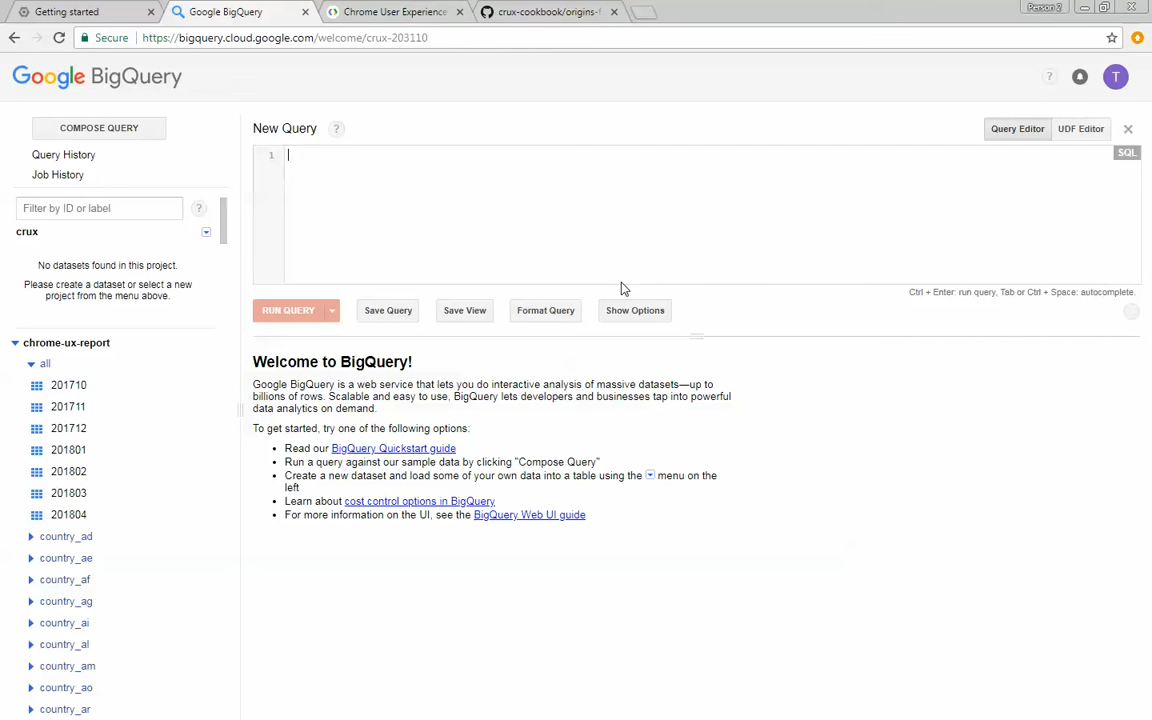 Getting started
Google BigQuery
Chrome User Experience
crux-cookbook/origins-f
Person 2
Secure
https://bigquery.cloud.google.com/welcome/crux-203110
Google BigQuery
?
T
COMPOSE QUERY
Query History
Job History
Filter by ID or label
?
crux
No datasets found in this project.
Please create a dataset or select a new
project from the menu above.
chrome-ux-report
all
201710
201711
201712
201801
201802
201803
201804
country_ad
country_ae
country_af
country_ag
country_ai
country_al
country_am
country_ao
country_ar
New Query
?
Query Editor
UDF Editor
1
SQL
Ctrl + Enter: run query, Tab or Ctrl + Space: autocomplete.
RUN QUERY
Save Query
Save View
Format Query
Show Options
Welcome to BigQuery!
Google BigQuery is a web service that lets you do interactive analysis of massive datasets—up to
billions of rows. Scalable and easy to use, BigQuery lets developers and businesses tap into powerful
data analytics on demand.
To get started, try one of the following options:
• Read our BigQuery Quickstart guide
• Run a query against our sample data by clicking "Compose Query"
• Create a new dataset and load some of your own data into a table using the menu on the
left
• Learn about cost control options in BigQuery
• For more information on the UI, see the BigQuery Web UI guide